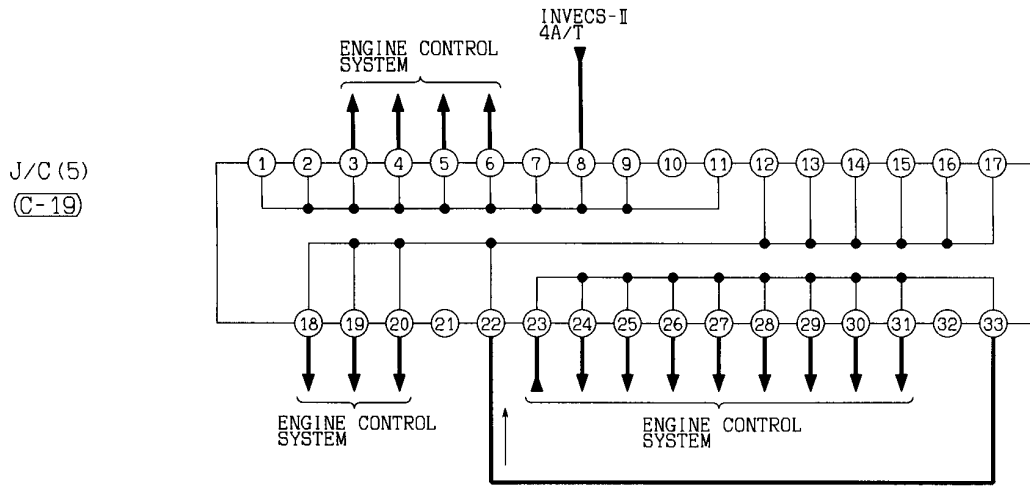 INVECS-Ⅱ
4A/T
ENGINE CONTROL
SYSTEM
J/C(5)
C-19
1 2 3 4 5 6 7 8 9 10 11 12 13 14 15 16 17
18 19 20 21 22 23 24 25 26 27 28 29 30 31 32 33
ENGINE CONTROL
SYSTEM
ENGINE CONTROL
SYSTEM